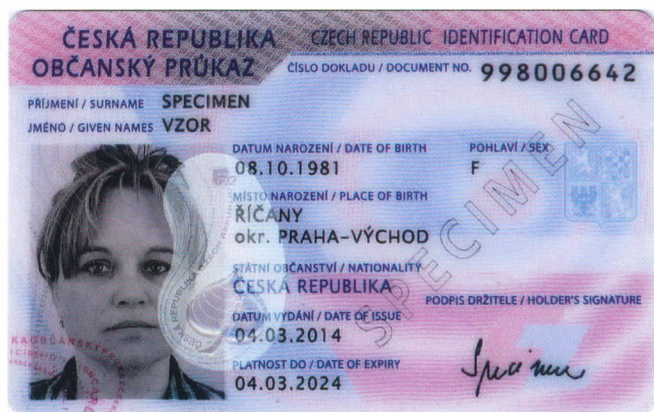 ČESKÁ REPUBLIKA CZECH REPUBLIC IDENTIFICATION CARD
OBČANSKÝ PRŮKAZ ČÍSLO DOKLADU / DOCUMENT NO. 998006642
PŘÍJMENÍ / SURNAME SPECIMEN
JMÉNO / GIVEN NAMES VZOR
DATUM NAROZENÍ / DATE OF BIRTH POHLAVÍ / SEX
08.10.1981 F
MÍSTO NAROZENÍ / PLACE OF BIRTH
ŘÍČANY
okr. PRAHA-VÝCHOD
STÁTNÍ OBČANSTVÍ / NATIONALITY
ČESKÁ REPUBLIKA
PODPIS DRŽITELE / HOLDER'S SIGNATURE
DATUM VYDÁNÍ / DATE OF ISSUE
04.03.2014
PLATNOST DO / DATE OF EXPIRY
04.03.2024
Specimen
SPECIMEN